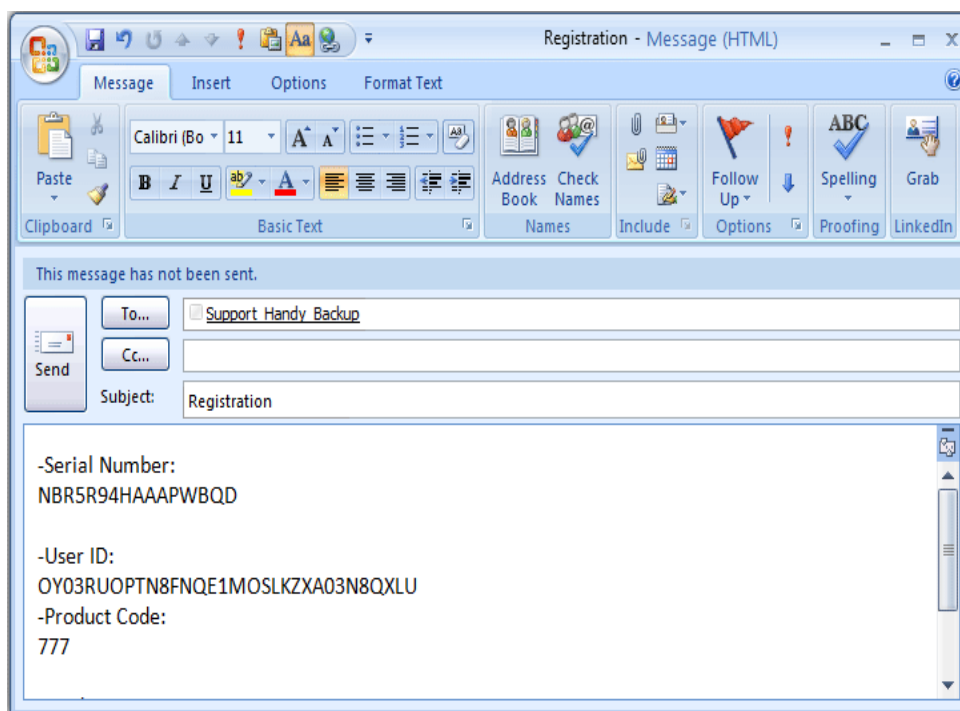 Registration - Message (HTML)
Message Insert Options Format Text
Calibri (Bo 11
Paste
Address Book
Check Names
Follow Up
Spelling
Grab
Clipboard Basic Text Names Include Options Proofing LinkedIn
This message has not been sent.
To... Support Handy Backup
Cc...
Send
Subject: Registration
-Serial Number:
NBR5R94HAAAPWBQD
-User ID:
OY03RUOPTN8FNQE1MOSLKZXA03N8QXLU
-Product Code:
777